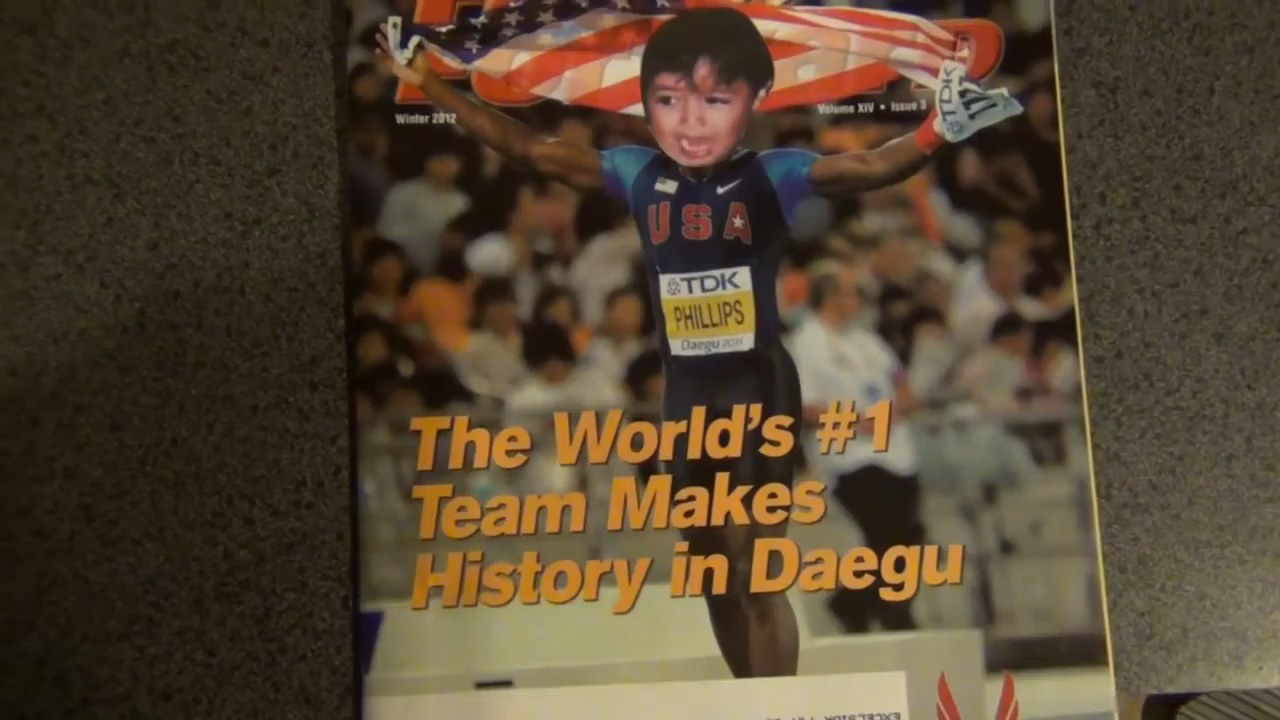 Winter 2012
Volume XIV • Issue 3
TDK
USA
TDK
PHILLIPS
Daegu 2011
The World's #1
Team Makes
History in Daegu